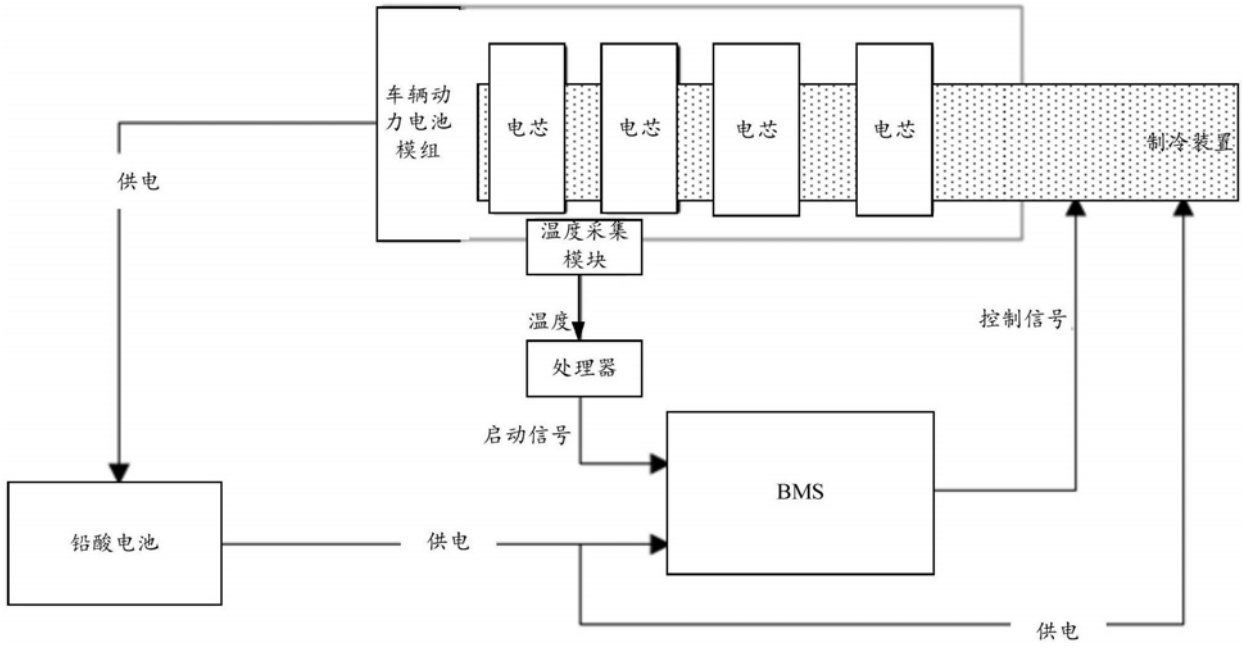 车辆动
力电池
模组
电芯
电芯
电芯
电芯
制冷装置
供电
温度采集
模块
温度
控制信号
处理器
启动信号
BMS
铅酸电池
供电
供电